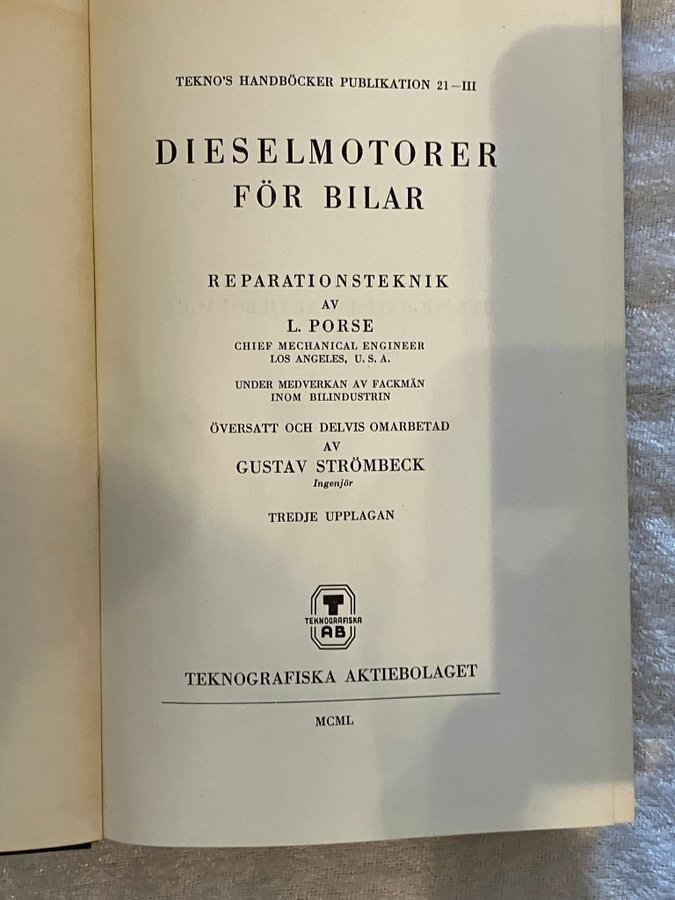 TEKNO'S HANDBÖCKER PUBLIKATION 21—III
DIESELMOTORER
FÖR BILAR
REPARATIONSTEKNIK
AV
L. PORSE
CHIEF MECHANICAL ENGINEER
LOS ANGELES, U. S. A.
UNDER MEDVERKAN AV FACKMÄN
INOM BILINDUSTRIN
ÖVERSATT OCH DELVIS OMARBETAD
AV
GUSTAV STRÖMBECK
Ingenjör
TREDJE UPPLAGAN
T
TEKNOGRAFISKA
AB
TEKNOGRAFISKA AKTIEBOLAGET
MCML